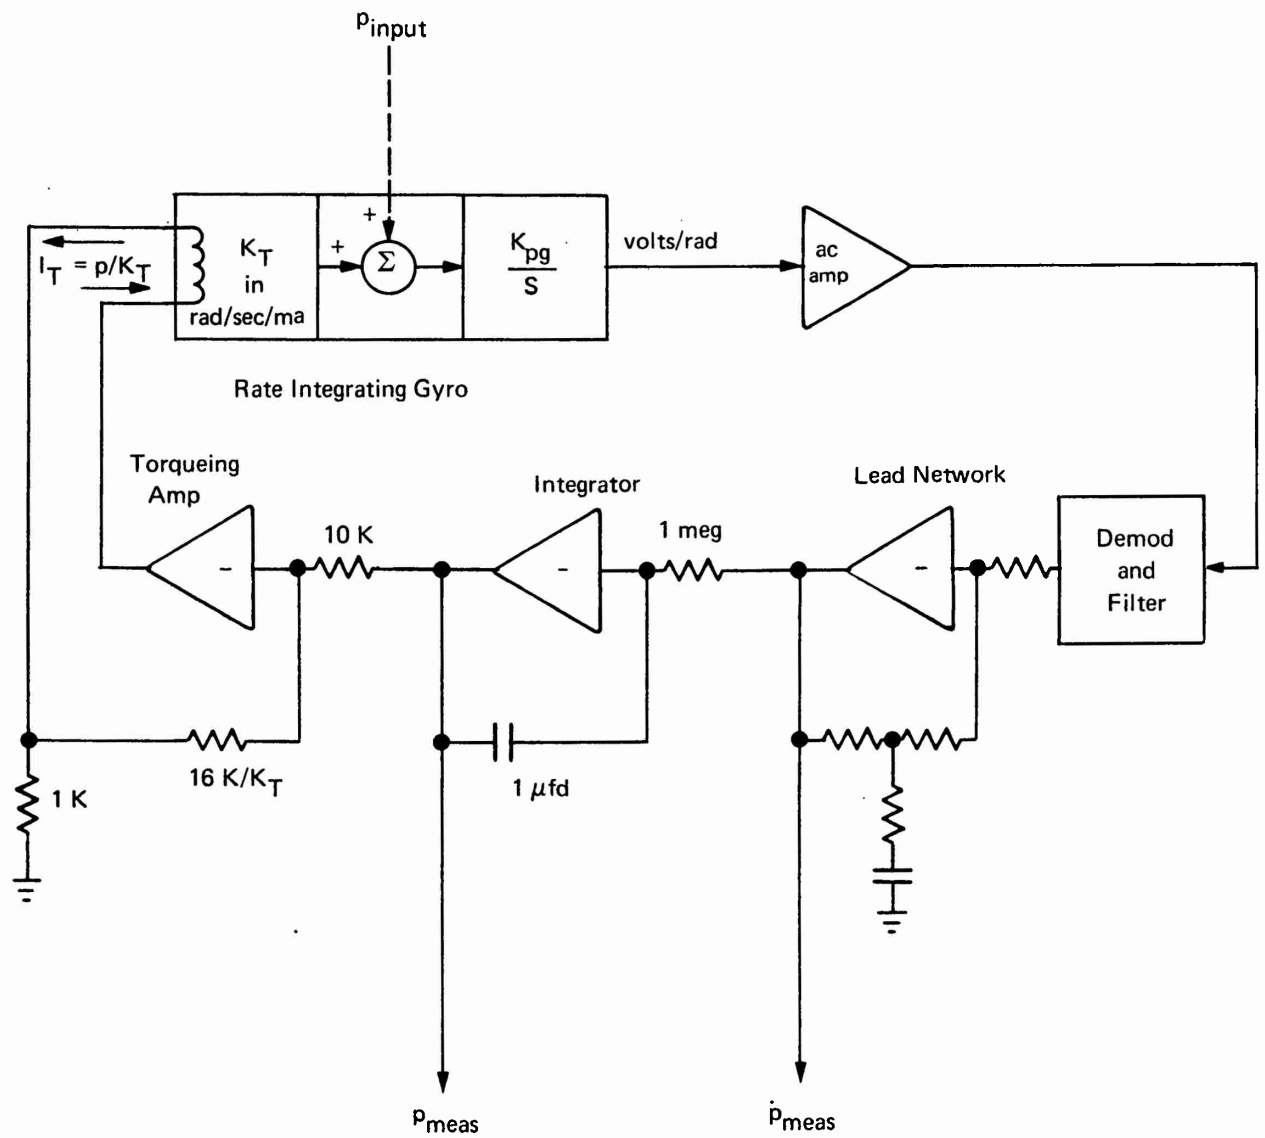 p_input
I_T = p/K_T
K_T
in
rad/sec/ma
+
+
Σ
K_pg
S
volts/rad
ac
amp
Rate Integrating Gyro
Torqueing
Amp
Integrator
Lead Network
10 K
1 meg
Demod
and
Filter
-
-
-
16 K/K_T
1 K
1 μfd
p_meas
ṗ_meas